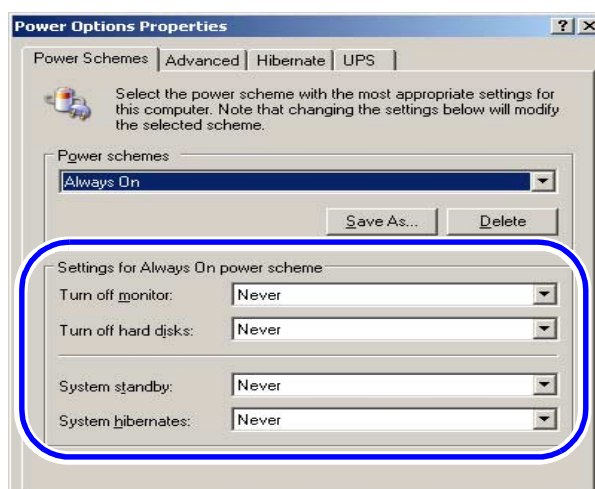 Power Options Properties
Power Schemes Advanced Hibernate UPS
Select the power scheme with the most appropriate settings for
this computer. Note that changing the settings below will modify
the selected scheme.
Power schemes
Always On
Save As... Delete
Settings for Always On power scheme
Turn off monitor: Never
Turn off hard disks: Never
System standby: Never
System hibernates: Never